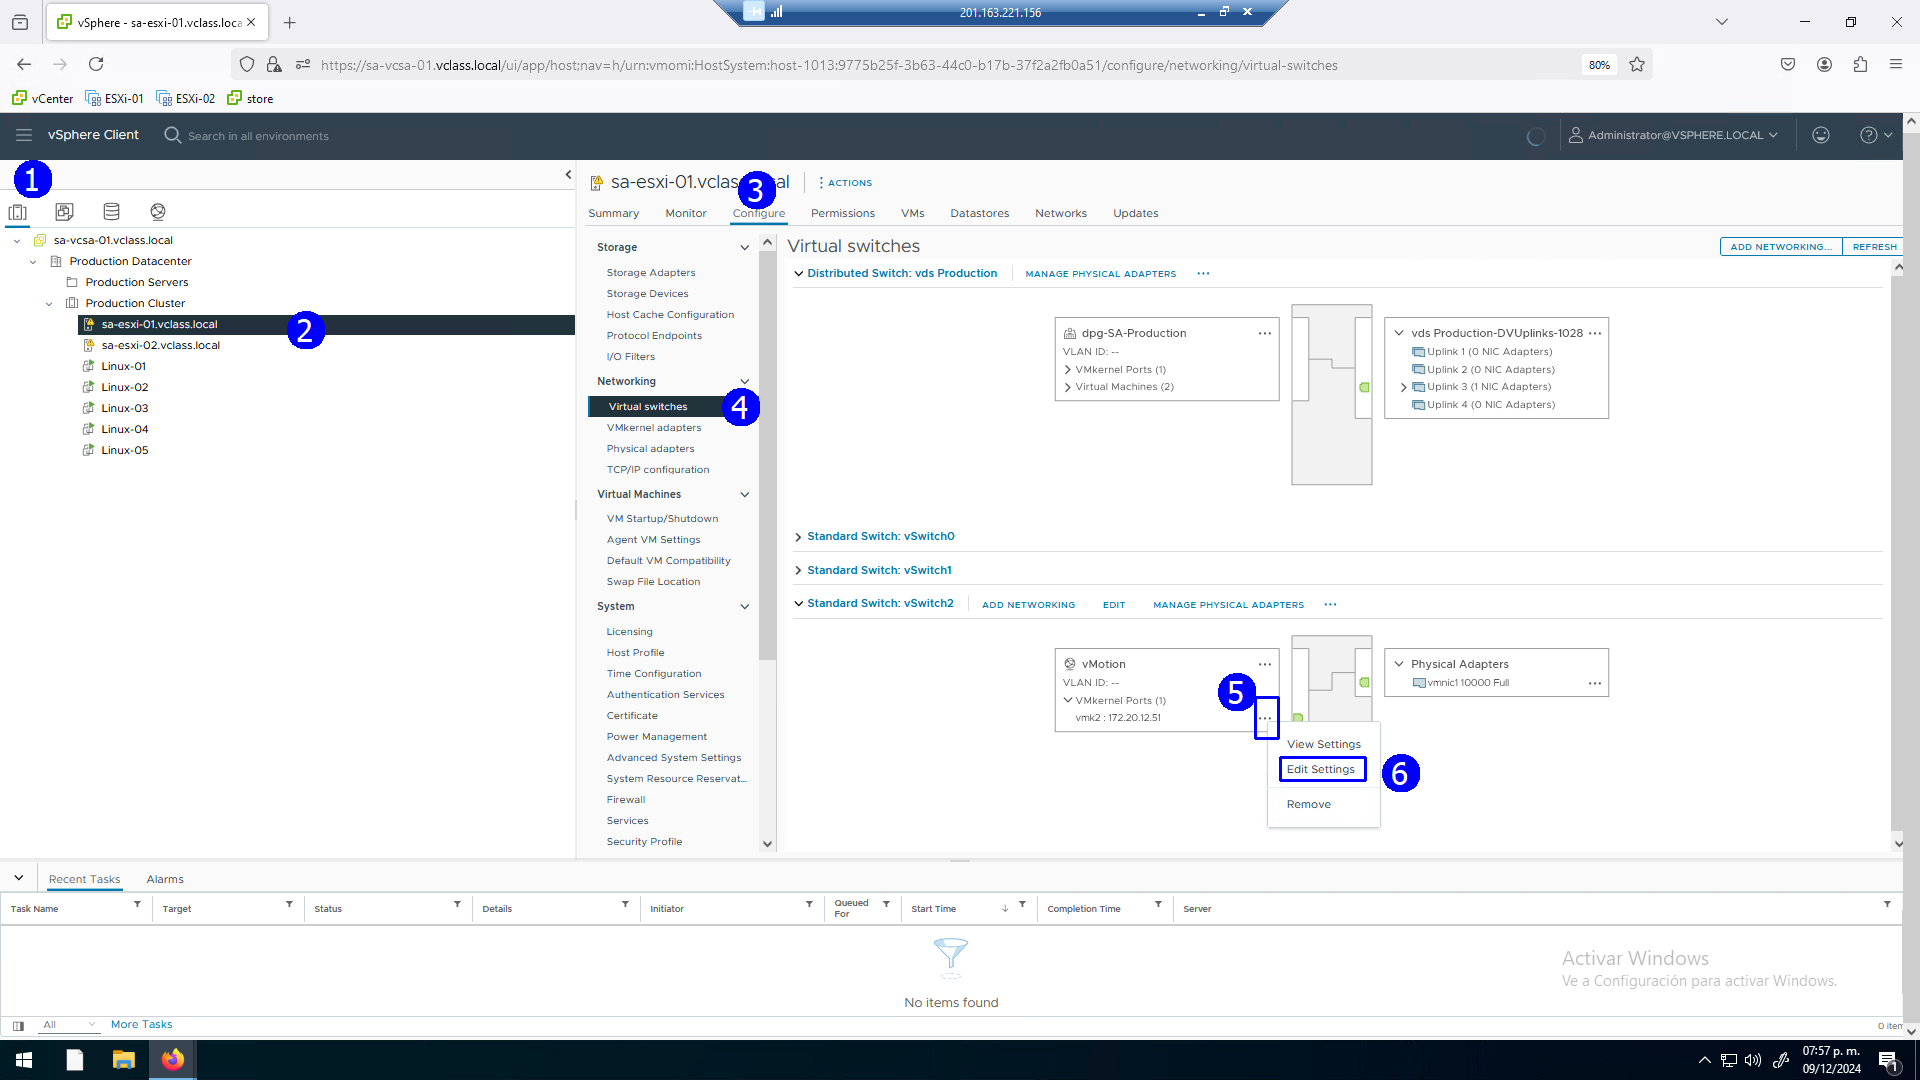 vSphere - sa-esxi-01.vclass.loca
201.163.221.156
https://sa-vcsa-01.vclass.local/ui/app/host;nav=h/urn:vmomi:HostSystem:host-1013:9775b25f-3b63-44c0-b17b-37f2a2fb0a51/configure/networking/virtual-switches
80%
vCenter
ESXi-01
ESXi-02
store
vSphere Client
Search in all environments
Administrator@VSPHERE.LOCAL
1
sa-vcsa-01.vclass.local
Production Datacenter
Production Servers
Production Cluster
sa-esxi-01.vclass.local
2
sa-esxi-02.vclass.local
Linux-01
Linux-02
Linux-03
Linux-04
Linux-05
sa-esxi-01.vclass.local
3
ACTIONS
Summary
Monitor
Configure
Permissions
VMs
Datastores
Networks
Updates
Storage
Storage Adapters
Storage Devices
Host Cache Configuration
Protocol Endpoints
I/O Filters
Networking
Virtual switches
4
VMkernel adapters
Physical adapters
TCP/IP configuration
Virtual Machines
VM Startup/Shutdown
Agent VM Settings
Default VM Compatibility
Swap File Location
System
Licensing
Host Profile
Time Configuration
Authentication Services
Certificate
Power Management
Advanced System Settings
System Resource Reservat...
Firewall
Services
Security Profile
Virtual switches
ADD NETWORKING...
REFRESH
Distributed Switch: vds Production
MANAGE PHYSICAL ADAPTERS
...
dpg-SA-Production
...
VLAN ID: --
VMkernel Ports (1)
Virtual Machines (2)
vds Production-DVUplinks-1028
...
Uplink 1 (0 NIC Adapters)
Uplink 2 (0 NIC Adapters)
Uplink 3 (1 NIC Adapters)
Uplink 4 (0 NIC Adapters)
Standard Switch: vSwitch0
Standard Switch: vSwitch1
Standard Switch: vSwitch2
ADD NETWORKING
EDIT
MANAGE PHYSICAL ADAPTERS
...
vMotion
...
VLAN ID: --
VMkernel Ports (1)
vmk2 : 172.20.12.51
...
5
Physical Adapters
vmnic1 10000 Full
...
View Settings
Edit Settings
6
Remove
Recent Tasks
Alarms
Task Name
Target
Status
Details
Initiator
Queued For
Start Time
Completion Time
Server
No items found
Activar Windows
Ve a Configuración para activar Windows.
All
More Tasks
0 item
07:57 p. m.
09/12/2024
1